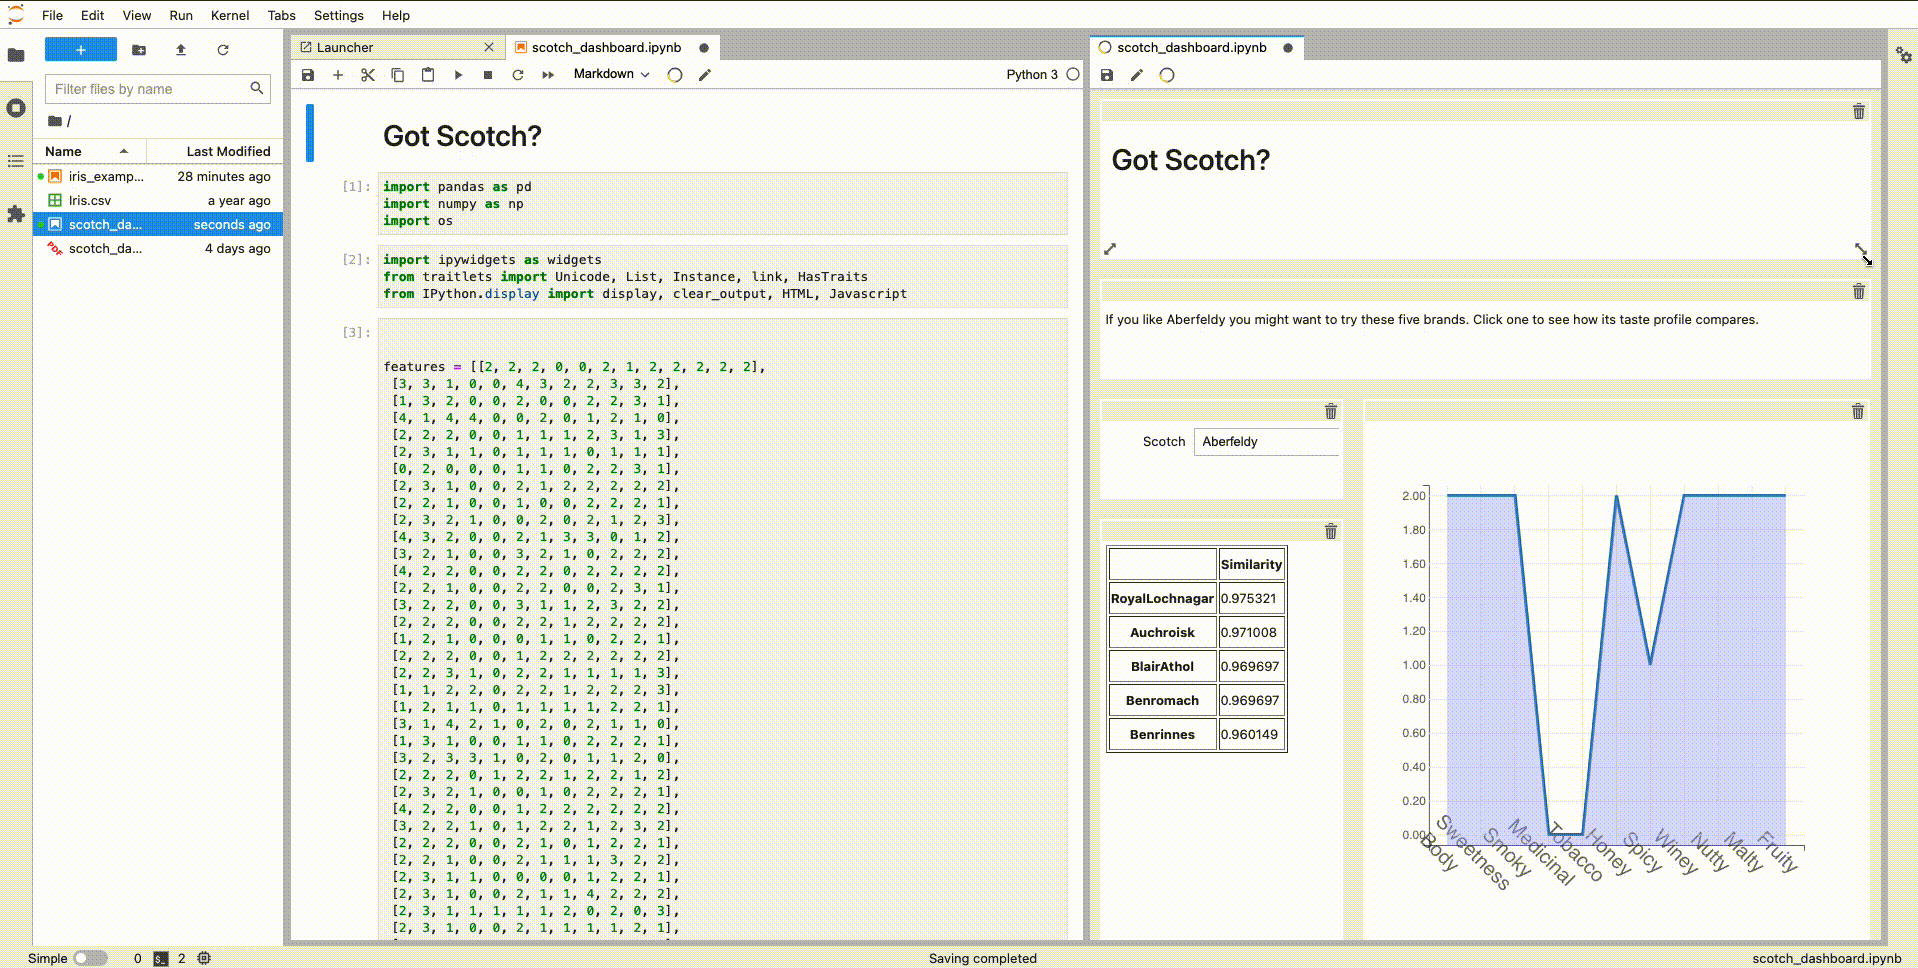 File Edit View Run Kernel Tabs Settings Help
+
Filter files by name
/
Name Last Modified
iris_examp... 28 minutes ago
Iris.csv a year ago
scotch_da... seconds ago
scotch_da... 4 days ago
Launcher
scotch_dashboard.ipynb
Markdown
Python 3
Got Scotch?
[1]:
import pandas as pd
import numpy as np
import os
[2]:
import ipywidgets as widgets
from traitlets import Unicode, List, Instance, link, HasTraits
from IPython.display import display, clear_output, HTML, Javascript
[3]:
features = [[2, 2, 2, 0, 0, 2, 1, 2, 2, 2, 2, 2],
[3, 3, 1, 0, 0, 4, 3, 2, 2, 3, 3, 2],
[1, 3, 2, 0, 0, 2, 0, 0, 2, 2, 3, 1],
[4, 1, 4, 4, 0, 0, 2, 0, 1, 2, 1, 0],
[2, 2, 2, 0, 0, 1, 1, 1, 2, 3, 1, 3],
[2, 3, 1, 1, 0, 1, 1, 1, 0, 1, 1, 1],
[0, 2, 0, 0, 0, 1, 1, 0, 2, 2, 3, 1],
[2, 3, 1, 0, 0, 2, 1, 2, 2, 2, 2, 2],
[2, 2, 1, 0, 0, 1, 0, 0, 2, 2, 2, 1],
[2, 3, 2, 1, 0, 0, 2, 0, 2, 1, 2, 3],
[4, 3, 2, 0, 0, 2, 1, 3, 3, 0, 1, 2],
[3, 2, 1, 0, 0, 3, 2, 1, 0, 2, 2, 2],
[4, 2, 2, 0, 0, 2, 2, 0, 2, 2, 2, 2],
[2, 2, 1, 0, 0, 2, 2, 0, 0, 2, 3, 1],
[3, 2, 2, 0, 0, 3, 1, 1, 2, 3, 2, 2],
[2, 2, 2, 0, 0, 2, 2, 1, 2, 2, 2, 2],
[1, 2, 1, 0, 0, 0, 1, 1, 0, 2, 2, 1],
[2, 2, 2, 0, 0, 1, 2, 2, 2, 2, 2, 2],
[2, 2, 3, 1, 0, 2, 2, 1, 1, 1, 1, 3],
[1, 1, 2, 2, 0, 2, 2, 1, 2, 2, 2, 3],
[1, 2, 1, 1, 0, 1, 1, 1, 1, 2, 2, 1],
[3, 1, 4, 2, 1, 0, 2, 0, 2, 1, 1, 0],
[1, 3, 1, 0, 0, 1, 1, 0, 2, 2, 2, 1],
[3, 2, 3, 3, 1, 0, 2, 0, 1, 1, 2, 0],
[2, 2, 2, 0, 1, 2, 2, 1, 2, 2, 1, 2],
[2, 3, 2, 1, 0, 0, 1, 0, 2, 2, 2, 1],
[4, 2, 2, 0, 0, 1, 2, 2, 2, 2, 2, 2],
[3, 2, 2, 1, 0, 1, 2, 2, 1, 2, 3, 2],
[2, 2, 2, 0, 0, 2, 1, 0, 1, 2, 2, 1],
[2, 2, 1, 0, 0, 2, 1, 1, 1, 3, 2, 2],
[2, 3, 1, 1, 0, 0, 0, 0, 1, 2, 2, 1],
[2, 3, 1, 0, 0, 2, 1, 1, 4, 2, 2, 2],
[2, 3, 1, 1, 1, 1, 1, 2, 0, 2, 0, 3],
[2, 3, 1, 0, 0, 2, 1, 1, 1, 1, 2, 1],
scotch_dashboard.ipynb
Got Scotch?
If you like Aberfeldy you might want to try these five brands. Click one to see how its taste profile compares.
Scotch Aberfeldy
Similarity
RoyalLochnagar 0.975321
Auchroisk 0.971008
BlairAthol 0.969697
Benromach 0.969697
Benrinnes 0.960149
2.00
1.80
1.60
1.40
1.20
1.00
0.80
0.60
0.40
0.20
0.00
Body
Sweetness
Smoky
Medicinal
Tobacco
Honey
Spicy
Winey
Nutty
Malty
Fruity
Simple 0 $_ 2
Saving completed
scotch_dashboard.ipynb